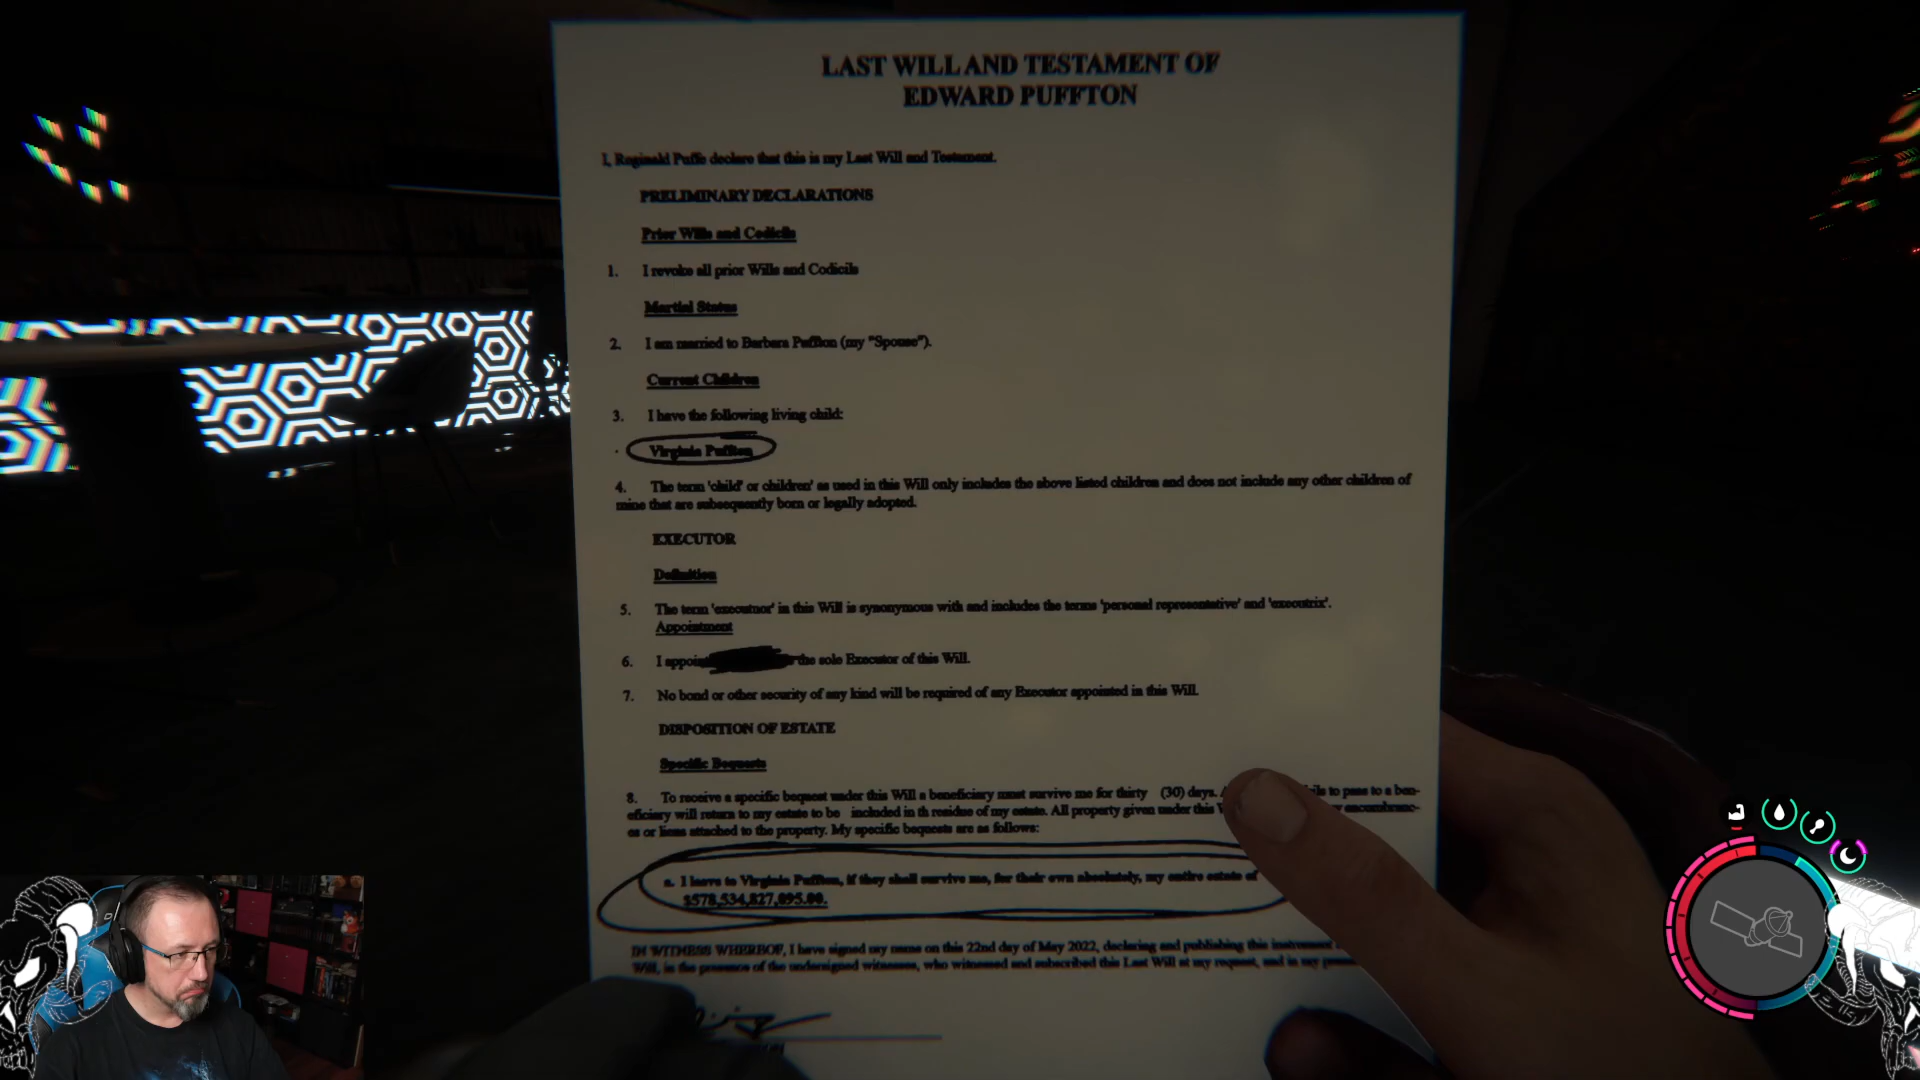 LAST WILL AND TESTAMENT OF
EDWARD PUFFTON
I, Reginald Puffe declare that this is my Last Will and Testament.
PRELIMINARY DECLARATIONS
Prior Wills and Codicils
1. I revoke all prior Wills and Codicils
Martial Status
2. I am married to Barbara Puffton (my "Spouse").
Current Children
3. I have the following living child:
· Virginia Puffton
4. The term 'child' or children' as used in this Will only includes the above listed children and does not include any other children of
mine that are subsequently born or legally adopted.
EXECUTOR
Definition
5. The term 'executnor' in this Will is synonymous with and includes the terms 'personal representative' and 'executrix'.
Appointment
6. I appoint the sole Executor of this Will.
7. No bond or other security of any kind will be required of any Executor appointed in this Will.
DISPOSITION OF ESTATE
Specific Bequests
8. To receive a specific bequest under this Will a beneficiary must survive me for thirty (30) days. to pass to a ben-
eficiary will return to my estate to be included in th residue of my estate. All property given under this encumbranc-
es or liens attached to the property. My specific bequests are as follows:
a. I leave to Virginia Puffton, if they shall survive me, for their own absolutely, my entire estate of
$578,534,827,095.00.
IN WITNESS WHEREOF, I have signed my name on this 22nd day of May 2022, declaring and publishing this instrument
Will, in the presence of the undersigned witnesses, who witnessed and subscribed this Last Will at my request, and in my